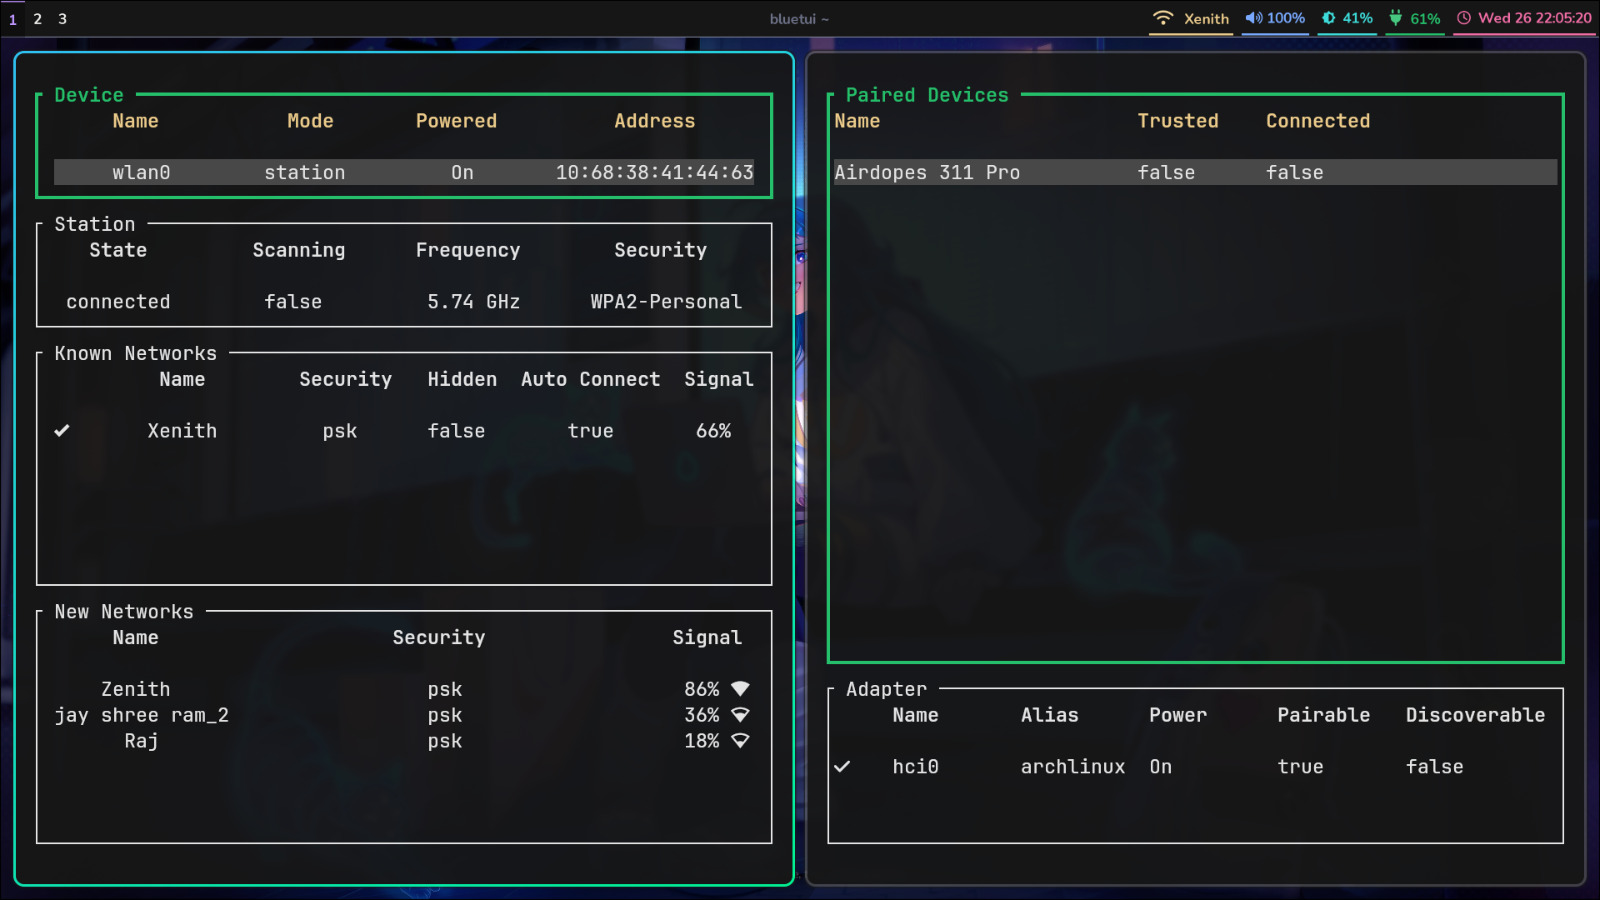 1 2 3 bluetui ~ Xenith 100% 41% 61% Wed 26 22:05:20
Device
Name Mode Powered Address
wlan0 station On 10:68:38:41:44:63
Station
State Scanning Frequency Security
connected false 5.74 GHz WPA2-Personal
Known Networks
Name Security Hidden Auto Connect Signal
✔ Xenith psk false true 66%
New Networks
Name Security Signal
Zenith psk 86%
jay shree ram_2 psk 36%
Raj psk 18%
Paired Devices
Name Trusted Connected
Airdopes 311 Pro false false
Adapter
Name Alias Power Pairable Discoverable
✓ hci0 archlinux On true false